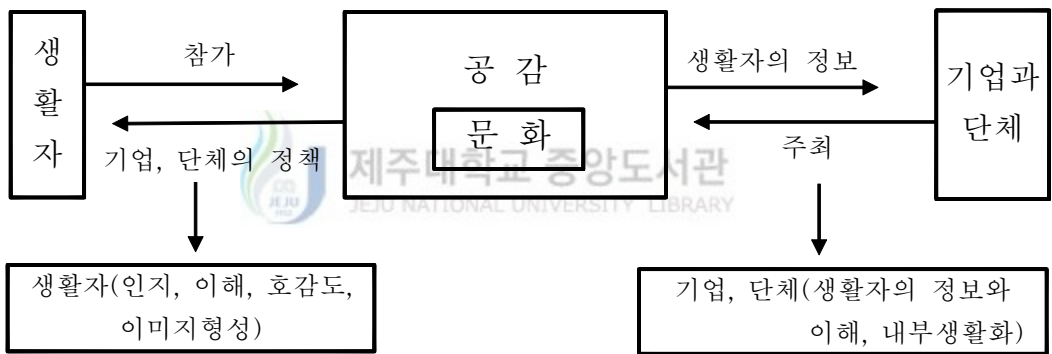 생
활
자
참가
기업, 단체의 정책
공 감
문 화
생활자의 정보
주최
기업과
단체
제주대학교 중앙도서관
JEJU NATIONAL UNIVERSITY LIBRARY
JEJU
1952
생활자(인지, 이해, 호감도,
이미지형성)
기업, 단체(생활자의 정보와
이해, 내부생활화)